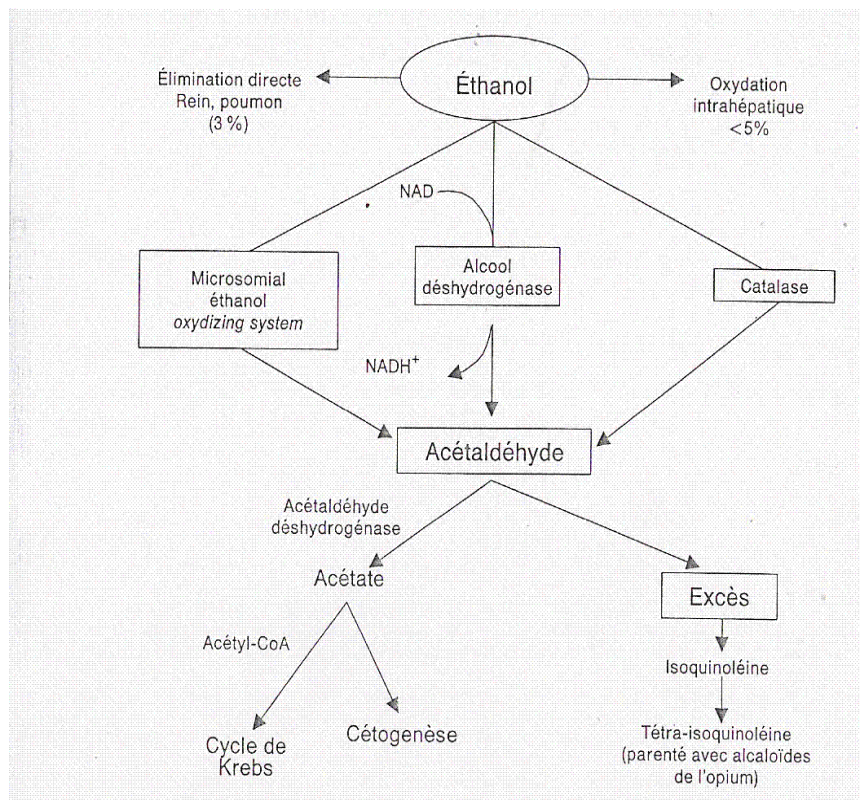 Éthanol
Élimination directe
Rein, poumon
(3 %)
Oxydation
intrahépatique
<5%
NAD
Microsomial
éthanol
oxydizing system
Alcool
déshydrogénase
Catalase
NADH+
Acétaldéhyde
Acétaldéhyde
déshydrogénase
Acétate
Excès
Acétyl-CoA
Isoquinoléine
Cycle de
Krebs
Cétogenèse
Tétra-isoquinoléine
(parenté avec alcaloïdes
de l'opium)